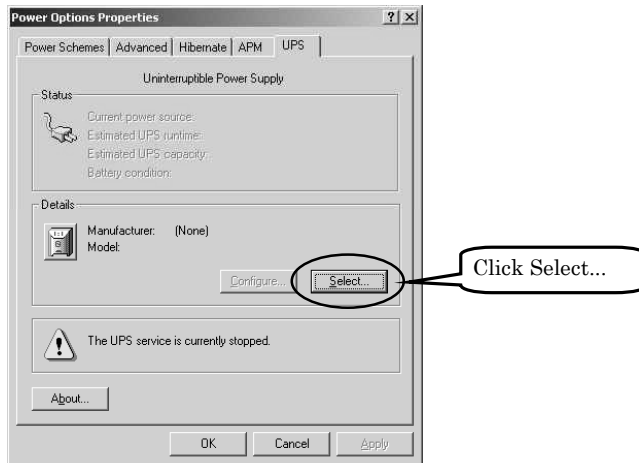 Power Options Properties
Power Schemes Advanced Hibernate APM UPS
Uninterruptible Power Supply
Status
Current power source:
Estimated UPS runtime:
Estimated UPS capacity:
Battery condition:
Details
Manufacturer: (None)
Model:
Configure... Select...
Click Select...
The UPS service is currently stopped.
About...
OK Cancel Apply